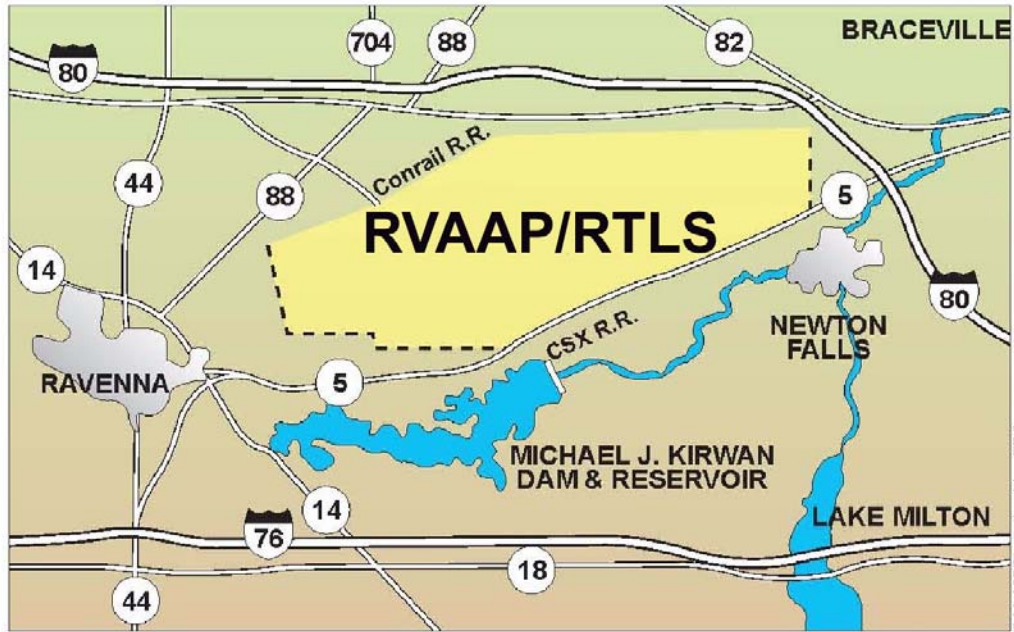 704
88
82
BRACEVILLE
80
Conrail R.R.
44
88
5
RVAAP/RTLS
14
80
CSX R.R.
NEWTON
FALLS
RAVENNA
5
MICHAEL J. KIRWAN
DAM & RESERVOIR
14
LAKE MILTON
76
18
44